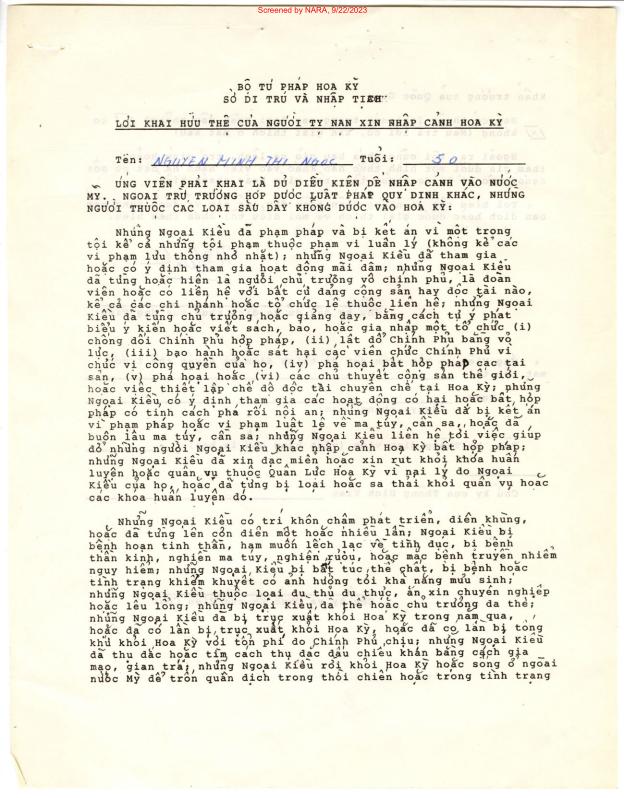 Screened by NARA, 9/22/2023
BỘ TƯ PHÁP HOA KỲ
SỞ DI TRÚ VÀ NHẬP TỊCH
LỜI KHAI HỮU THỆ CỦA NGƯỜI TỴ NẠN XIN NHẬP CẢNH HOA KỲ
Tên: NGUYEN MINH THI NGOC Tuổi: 50
ỨNG VIÊN PHẢI KHAI LÀ ĐỦ ĐIỀU KIỆN ĐỂ NHẬP CẢNH VÀO NƯỚC
MỸ. NGOẠI TRỪ TRƯỜNG HỢP ĐƯỢC LUẬT PHÁP QUY ĐỊNH KHÁC, NHỮNG
NGƯỜI THUỘC CÁC LOẠI SAU ĐÂY KHÔNG ĐƯỢC VÀO HOA KỲ:
Những Ngoại Kiều đã phạm pháp và bị kết án vì một trọng
tội kể cả những tội phạm thuộc phạm vi luân lý (không kể các
vi phạm lưu thông nhỏ nhặt); những Ngoại Kiều đã tham gia
hoặc có ý định tham gia hoạt động mãi dâm; những Ngoại Kiều
đã từng hoặc hiện là người chủ trương vô chính phủ, là đoàn
viên hoặc có liên hệ với bất cứ đảng cộng sản hay độc tài nào,
kể cả các chi nhánh hoặc tổ chức lệ thuộc liên hệ; những Ngoại
Kiều đã từng chủ trương hoặc giảng dạy, bằng cách tự ý phát
biểu ý kiến hoặc viết sách, báo, hoặc gia nhập một tổ chức (i)
chống đối Chính Phủ hợp pháp, (ii) lật đổ Chính Phủ bằng võ
lực, (iii) bạo hành hoặc sát hại các viên chức Chính Phủ vì
chức vị công quyền của họ, (iv) phá hoại bất hợp pháp các tài
sản, (v) phá hoại hoặc (vi) các chủ thuyết cộng sản thế giới,
hoặc việc thiết lập chế độ độc tài chuyên chế tại Hoa Kỳ; những
Ngoại Kiều có ý định tham gia các hoạt động có hại hoặc bất hợp
pháp có tính cách phá rối nội an; những Ngoại Kiều đã bị kết án
vì phạm pháp hoặc vi phạm luật lệ về ma túy, cần sa, hoặc đã
buôn lậu ma túy, cần sa; những Ngoại Kiều liên hệ tới việc giúp
đỡ những người Ngoại Kiều khác nhập cảnh Hoa Kỳ bất hợp pháp;
những Ngoại Kiều đã xin đặc miễn hoặc xin rút khỏi khóa huấn
luyện hoặc quân vụ thuộc Quân Lực Hoa Kỳ vì nại lý do Ngoại
Kiều của họ, hoặc đã từng bị loại hoặc sa thải khỏi quân vụ hoặc
các khóa huấn luyện đó.
Những Ngoại Kiều có trí khôn chậm phát triển, điên khùng,
hoặc đã từng lên cơn điên một hoặc nhiều lần; Ngoại Kiều bị
bệnh hoạn tinh thần, ham muốn lệch lạc về tình dục, bị bệnh
thần kinh, nghiện ma túy, nghiện rượu, hoặc mắc bệnh truyền nhiễm
nguy hiểm; những Ngoại Kiều bị bất túc thể chất, bị bệnh hoặc
tình trạng khiếm khuyết có ảnh hưởng tới khả năng mưu sinh;
những Ngoại Kiều thuộc loại du thủ du thực, ăn xin chuyên nghiệp
hoặc lêu lổng; những Ngoại Kiều đa thê hoặc chủ trương đa thê;
những Ngoại Kiều đã bị trục xuất khỏi Hoa Kỳ trong năm qua,
hoặc đã có lần bị trục xuất khỏi Hoa Kỳ, hoặc đã có lần bị tống
khứ khỏi Hoa Kỳ với tổn phí do Chính Phủ chịu; những Ngoại Kiều
đã thụ đắc hoặc tìm cách thụ đắc dấu chiếu khán bằng cách giả
mạo, gian trá; những Ngoại Kiều rời khỏi Hoa Kỳ hoặc sống ở ngoài
nước Mỹ để trốn quân dịch trong thời chiến hoặc trong tình trạng